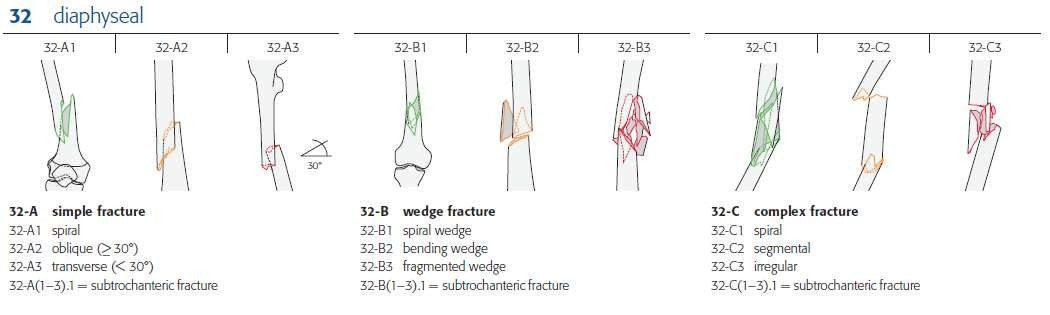 32 diaphyseal
32-A1 32-A2 32-A3 32-B1 32-B2 32-B3 32-C1 32-C2 32-C3
30°
32-A simple fracture
32-A1 spiral
32-A2 oblique (≥30°)
32-A3 transverse (<30°)
32-A(1–3).1 = subtrochanteric fracture
32-B wedge fracture
32-B1 spiral wedge
32-B2 bending wedge
32-B3 fragmented wedge
32-B(1–3).1 = subtrochanteric fracture
32-C complex fracture
32-C1 spiral
32-C2 segmental
32-C3 irregular
32-C(1–3).1 = subtrochanteric fracture